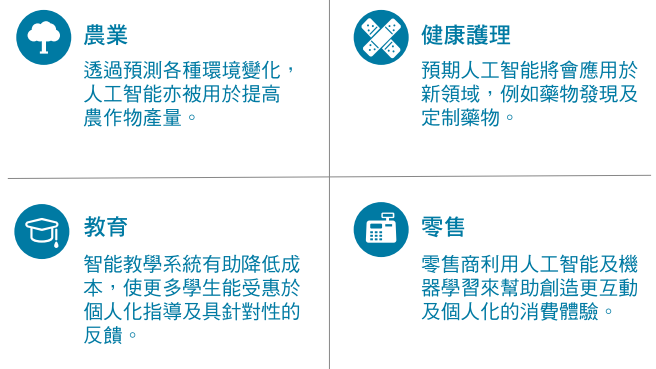 農業
透過預測各種環境變化，
人工智能亦被用於提高
農作物產量。
健康護理
預期人工智能將會應用於
新領域，例如藥物發現及
定制藥物。
教育
智能教學系統有助降低成
本，使更多學生能受惠於
個人化指導及具針對性的
反饋。
零售
零售商利用人工智能及機
器學習來幫助創造更互動
及個人化的消費體驗。